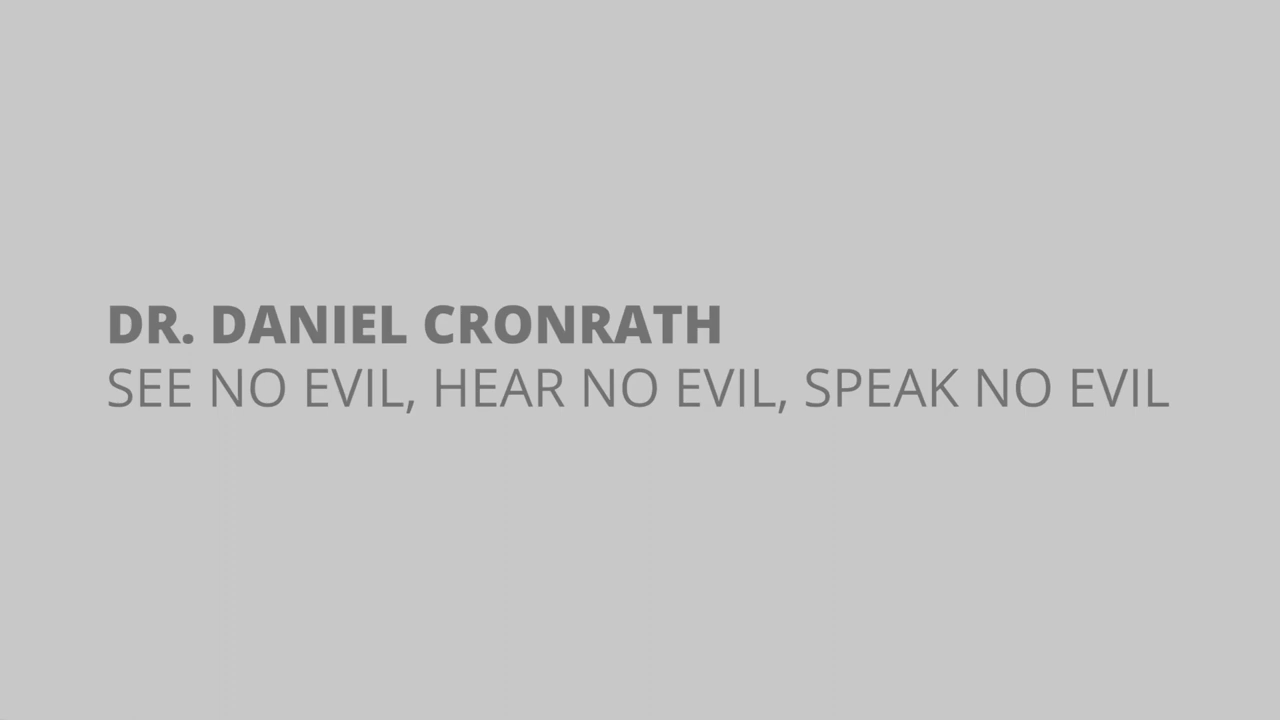 DR. DANIEL CRONRATH
SEE NO EVIL, HEAR NO EVIL, SPEAK NO EVIL